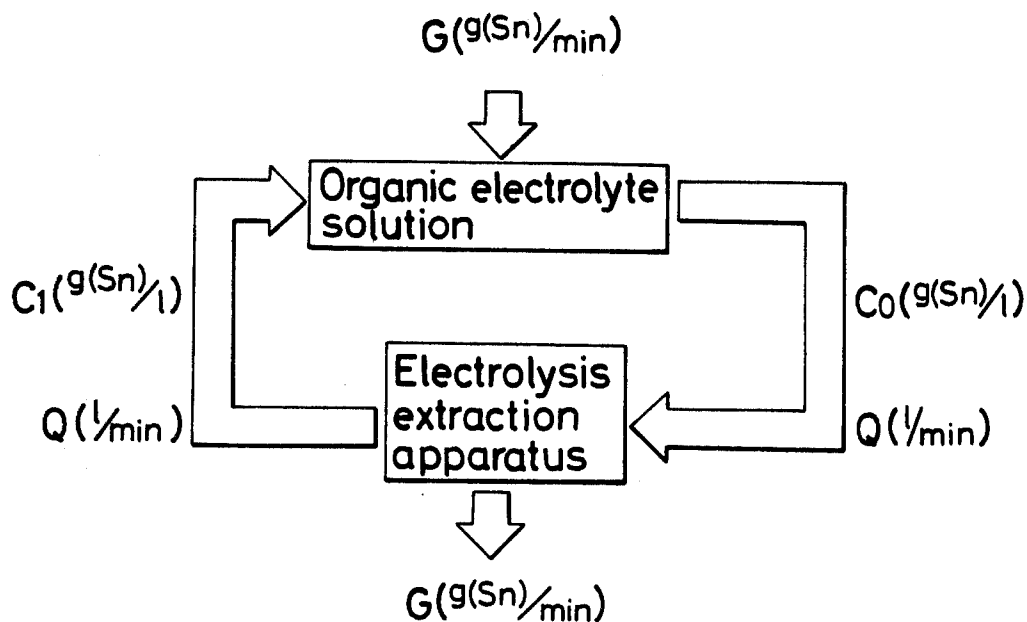 G(g(Sn)/min)
Organic electrolyte
solution
C1(g(Sn)/l)
C0(g(Sn)/l)
Electrolysis
extraction
apparatus
Q(l/min)
Q(l/min)
G(g(Sn)/min)